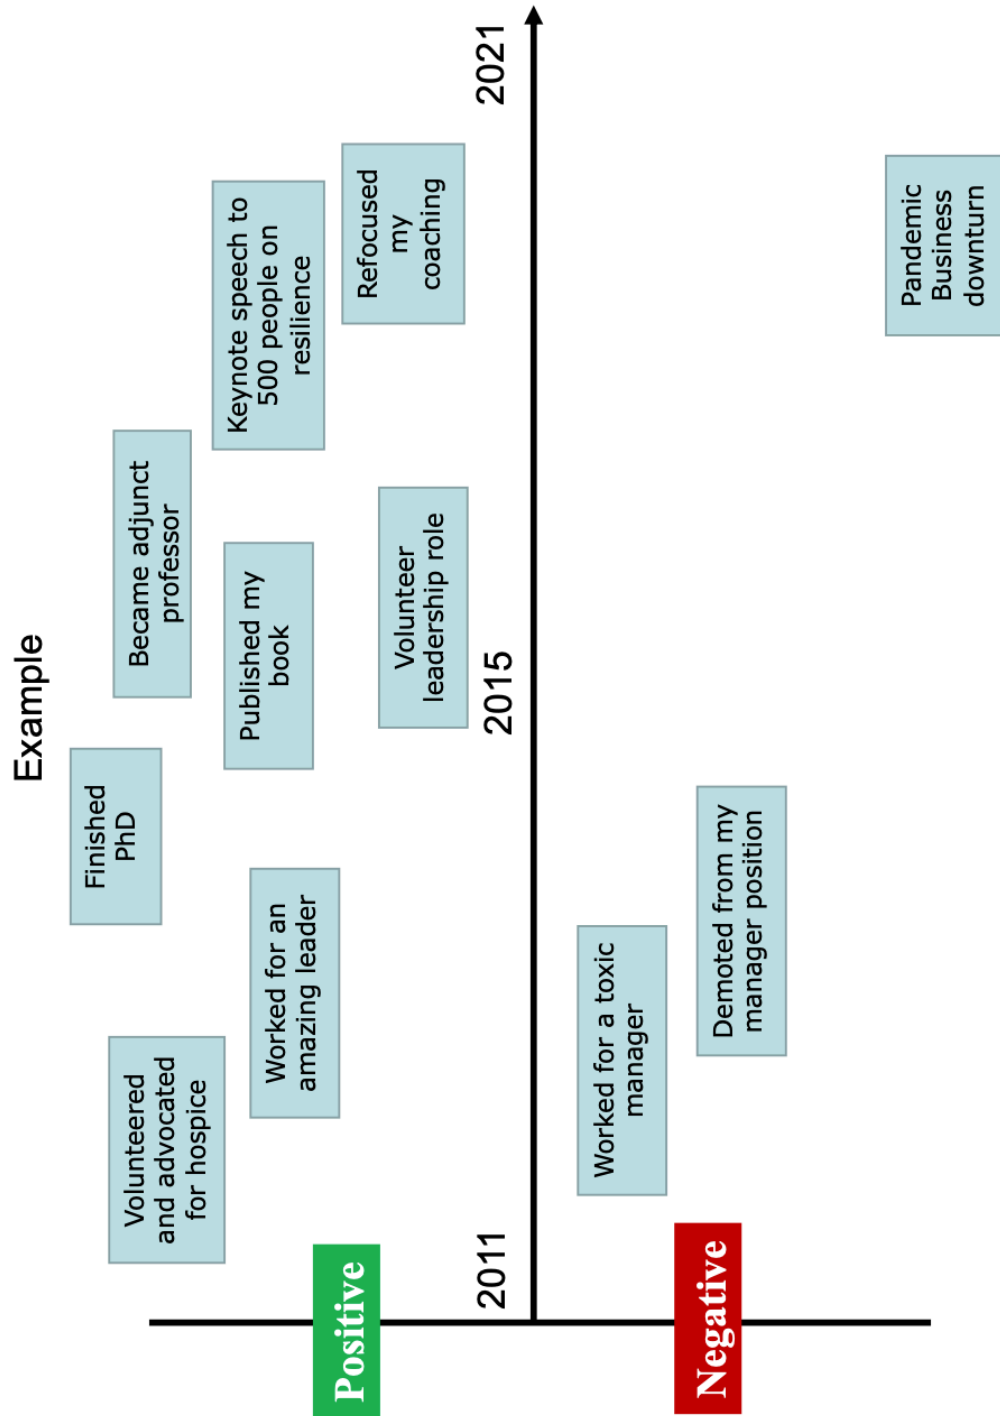 Example
Finished
PhD
Volunteered
and advocated
for hospice
Became adjunct
professor
Keynote speech to
500 people on
resilience
Published my
book
Worked for an
amazing leader
Positive
Refocused
my
coaching
Volunteer
leadership role
2011
2015
2021
Worked for a toxic
manager
Negative
Demoted from my
manager position
Pandemic
Business
downturn